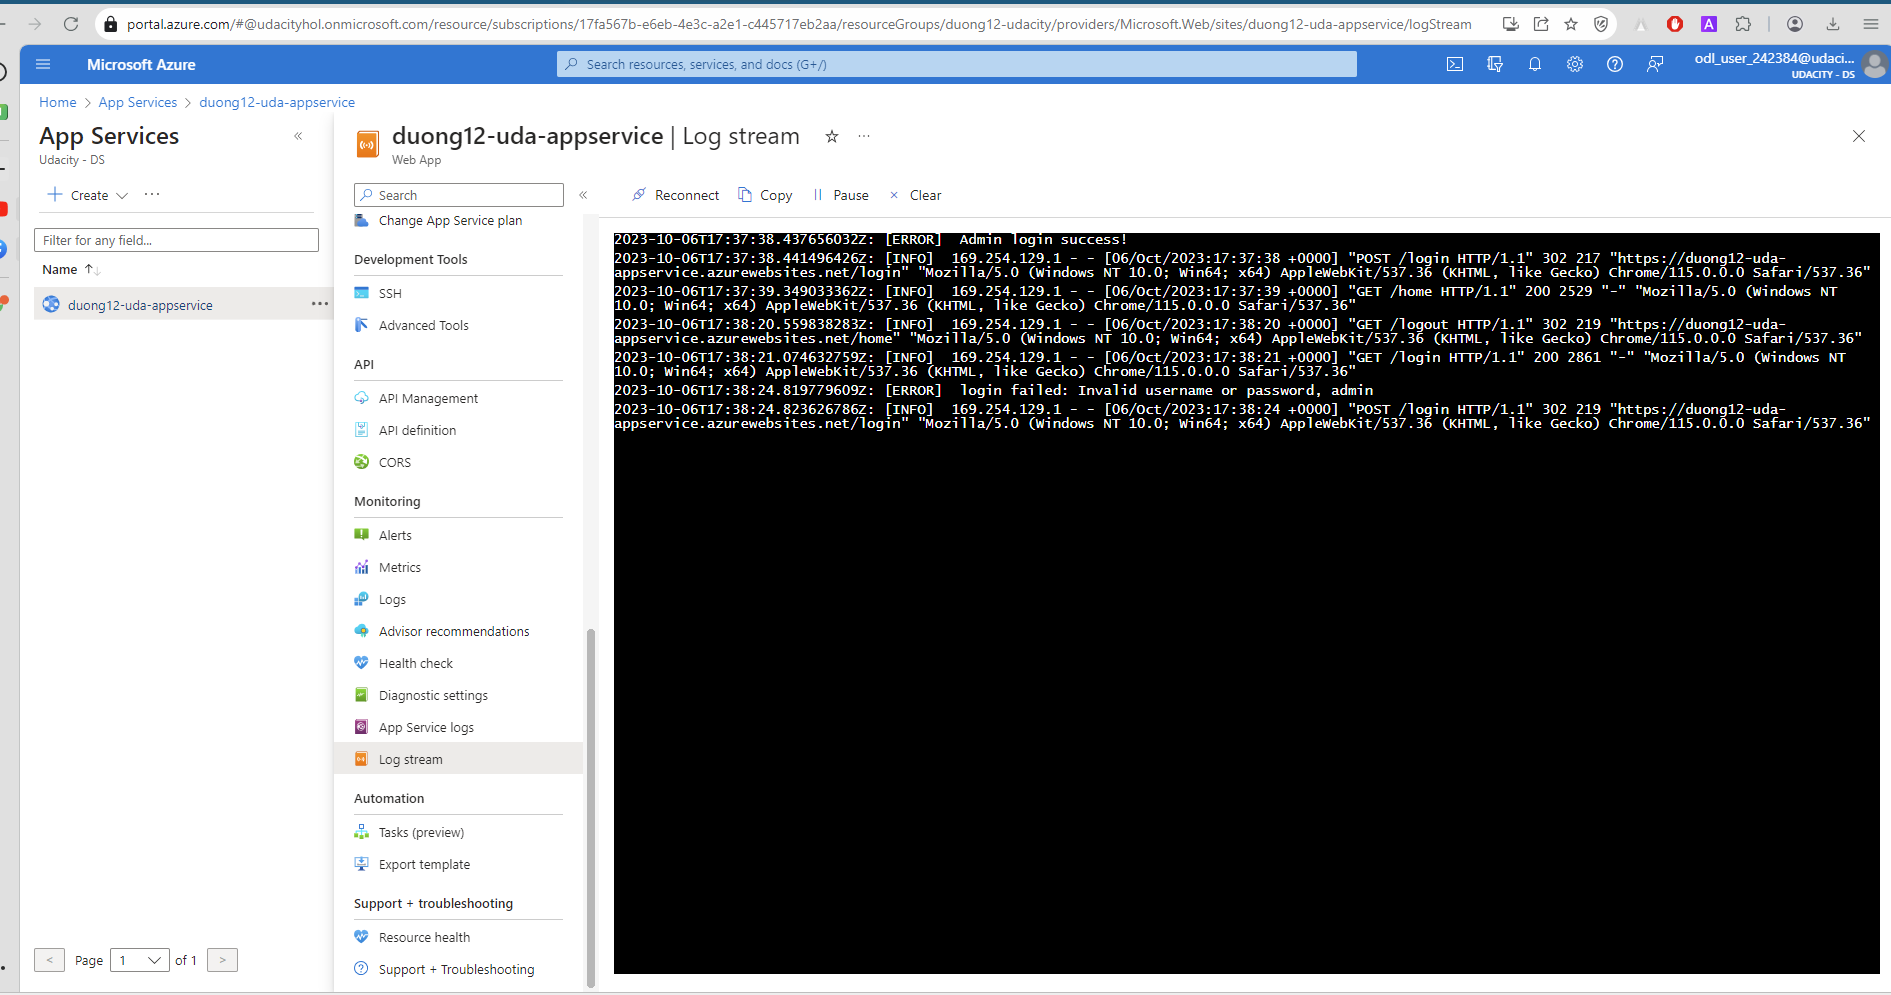 portal.azure.com/#@udacityhol.onmicrosoft.com/resource/subscriptions/17fa567b-e6eb-4e3c-a2e1-c445717eb2aa/resourceGroups/duong12-udacity/providers/Microsoft.Web/sites/duong12-uda-appservice/logStream
A
Microsoft Azure
Search resources, services, and docs (G+/)
odl_user_242384@udaci...
UDACITY - DS
Home > App Services > duong12-uda-appservice
App Services
«
Udacity - DS
+ Create
···
Filter for any field...
Name ↑↓
duong12-uda-appservice
···
< Page 1 of 1 >
duong12-uda-appservice | Log stream
···
Web App
Search
«
Change App Service plan
Development Tools
SSH
Advanced Tools
API
API Management
API definition
CORS
Monitoring
Alerts
Metrics
Logs
Advisor recommendations
Health check
Diagnostic settings
App Service logs
Log stream
Automation
Tasks (preview)
Export template
Support + troubleshooting
Resource health
Support + Troubleshooting
Reconnect Copy Pause × Clear
2023-10-06T17:37:38.437656032Z: [ERROR]  Admin login success!
2023-10-06T17:37:38.441496426Z: [INFO]  169.254.129.1 - - [06/Oct/2023:17:37:38 +0000] "POST /login HTTP/1.1" 302 217 "https://duong12-uda-
appservice.azurewebsites.net/login" "Mozilla/5.0 (Windows NT 10.0; Win64; x64) AppleWebKit/537.36 (KHTML, like Gecko) Chrome/115.0.0.0 Safari/537.36"
2023-10-06T17:37:39.349033362Z: [INFO]  169.254.129.1 - - [06/Oct/2023:17:37:39 +0000] "GET /home HTTP/1.1" 200 2529 "-" "Mozilla/5.0 (Windows NT
10.0; Win64; x64) AppleWebKit/537.36 (KHTML, like Gecko) Chrome/115.0.0.0 Safari/537.36"
2023-10-06T17:38:20.559838283Z: [INFO]  169.254.129.1 - - [06/Oct/2023:17:38:20 +0000] "GET /logout HTTP/1.1" 302 219 "https://duong12-uda-
appservice.azurewebsites.net/home" "Mozilla/5.0 (Windows NT 10.0; Win64; x64) AppleWebKit/537.36 (KHTML, like Gecko) Chrome/115.0.0.0 Safari/537.36"
2023-10-06T17:38:21.074632759Z: [INFO]  169.254.129.1 - - [06/Oct/2023:17:38:21 +0000] "GET /login HTTP/1.1" 200 2861 "-" "Mozilla/5.0 (Windows NT
10.0; Win64; x64) AppleWebKit/537.36 (KHTML, like Gecko) Chrome/115.0.0.0 Safari/537.36"
2023-10-06T17:38:24.819779609Z: [ERROR]  login failed: Invalid username or password, admin
2023-10-06T17:38:24.823626786Z: [INFO]  169.254.129.1 - - [06/Oct/2023:17:38:24 +0000] "POST /login HTTP/1.1" 302 219 "https://duong12-uda-
appservice.azurewebsites.net/login" "Mozilla/5.0 (Windows NT 10.0; Win64; x64) AppleWebKit/537.36 (KHTML, like Gecko) Chrome/115.0.0.0 Safari/537.36"